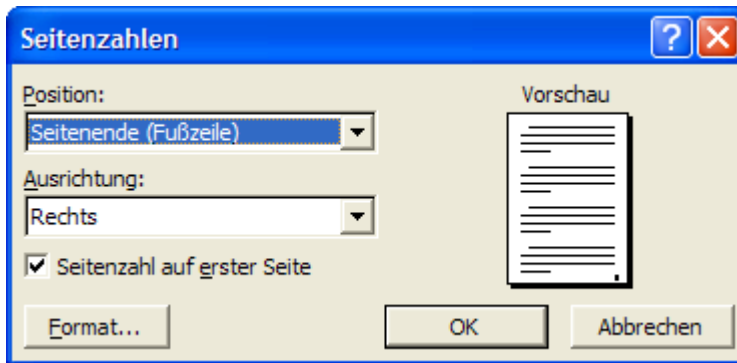 Seitenzahlen
Position:
Vorschau
Seitenende (Fußzeile)
Ausrichtung:
Rechts
Seitenzahl auf erster Seite
Format...
OK
Abbrechen